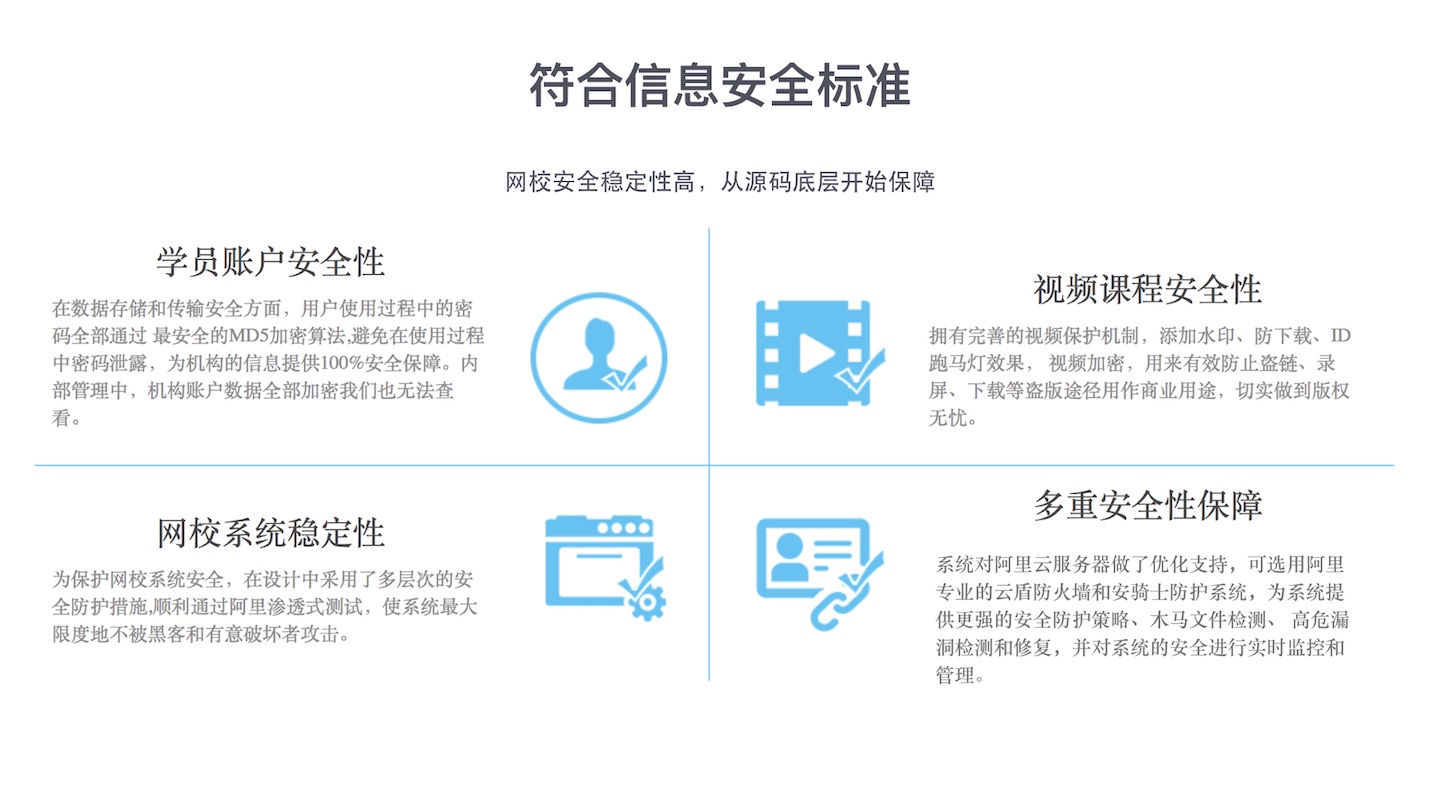 符合信息安全标准
网校安全稳定性高，从源码底层开始保障
学员账户安全性
在数据存储和传输安全方面，用户使用过程中的密
码全部通过 最安全的MD5加密算法,避免在使用过程
中密码泄露，为机构的信息提供100%安全保障。内
部管理中，机构账户数据全部加密我们也无法查
看。
视频课程安全性
拥有完善的视频保护机制，添加水印、防下载、ID
跑马灯效果， 视频加密，用来有效防止盗链、录
屏、下载等盗版途径用作商业用途，切实做到版权
无忧。
网校系统稳定性
为保护网校系统安全，在设计中采用了多层次的安
全防护措施,顺利通过阿里渗透式测试，使系统最大
限度地不被黑客和有意破坏者攻击。
多重安全性保障
系统对阿里云服务器做了优化支持，可选用阿里
专业的云盾防火墙和安骑士防护系统，为系统提
供更强的安全防护策略、木马文件检测、 高危漏
洞检测和修复，并对系统的安全进行实时监控和
管理。